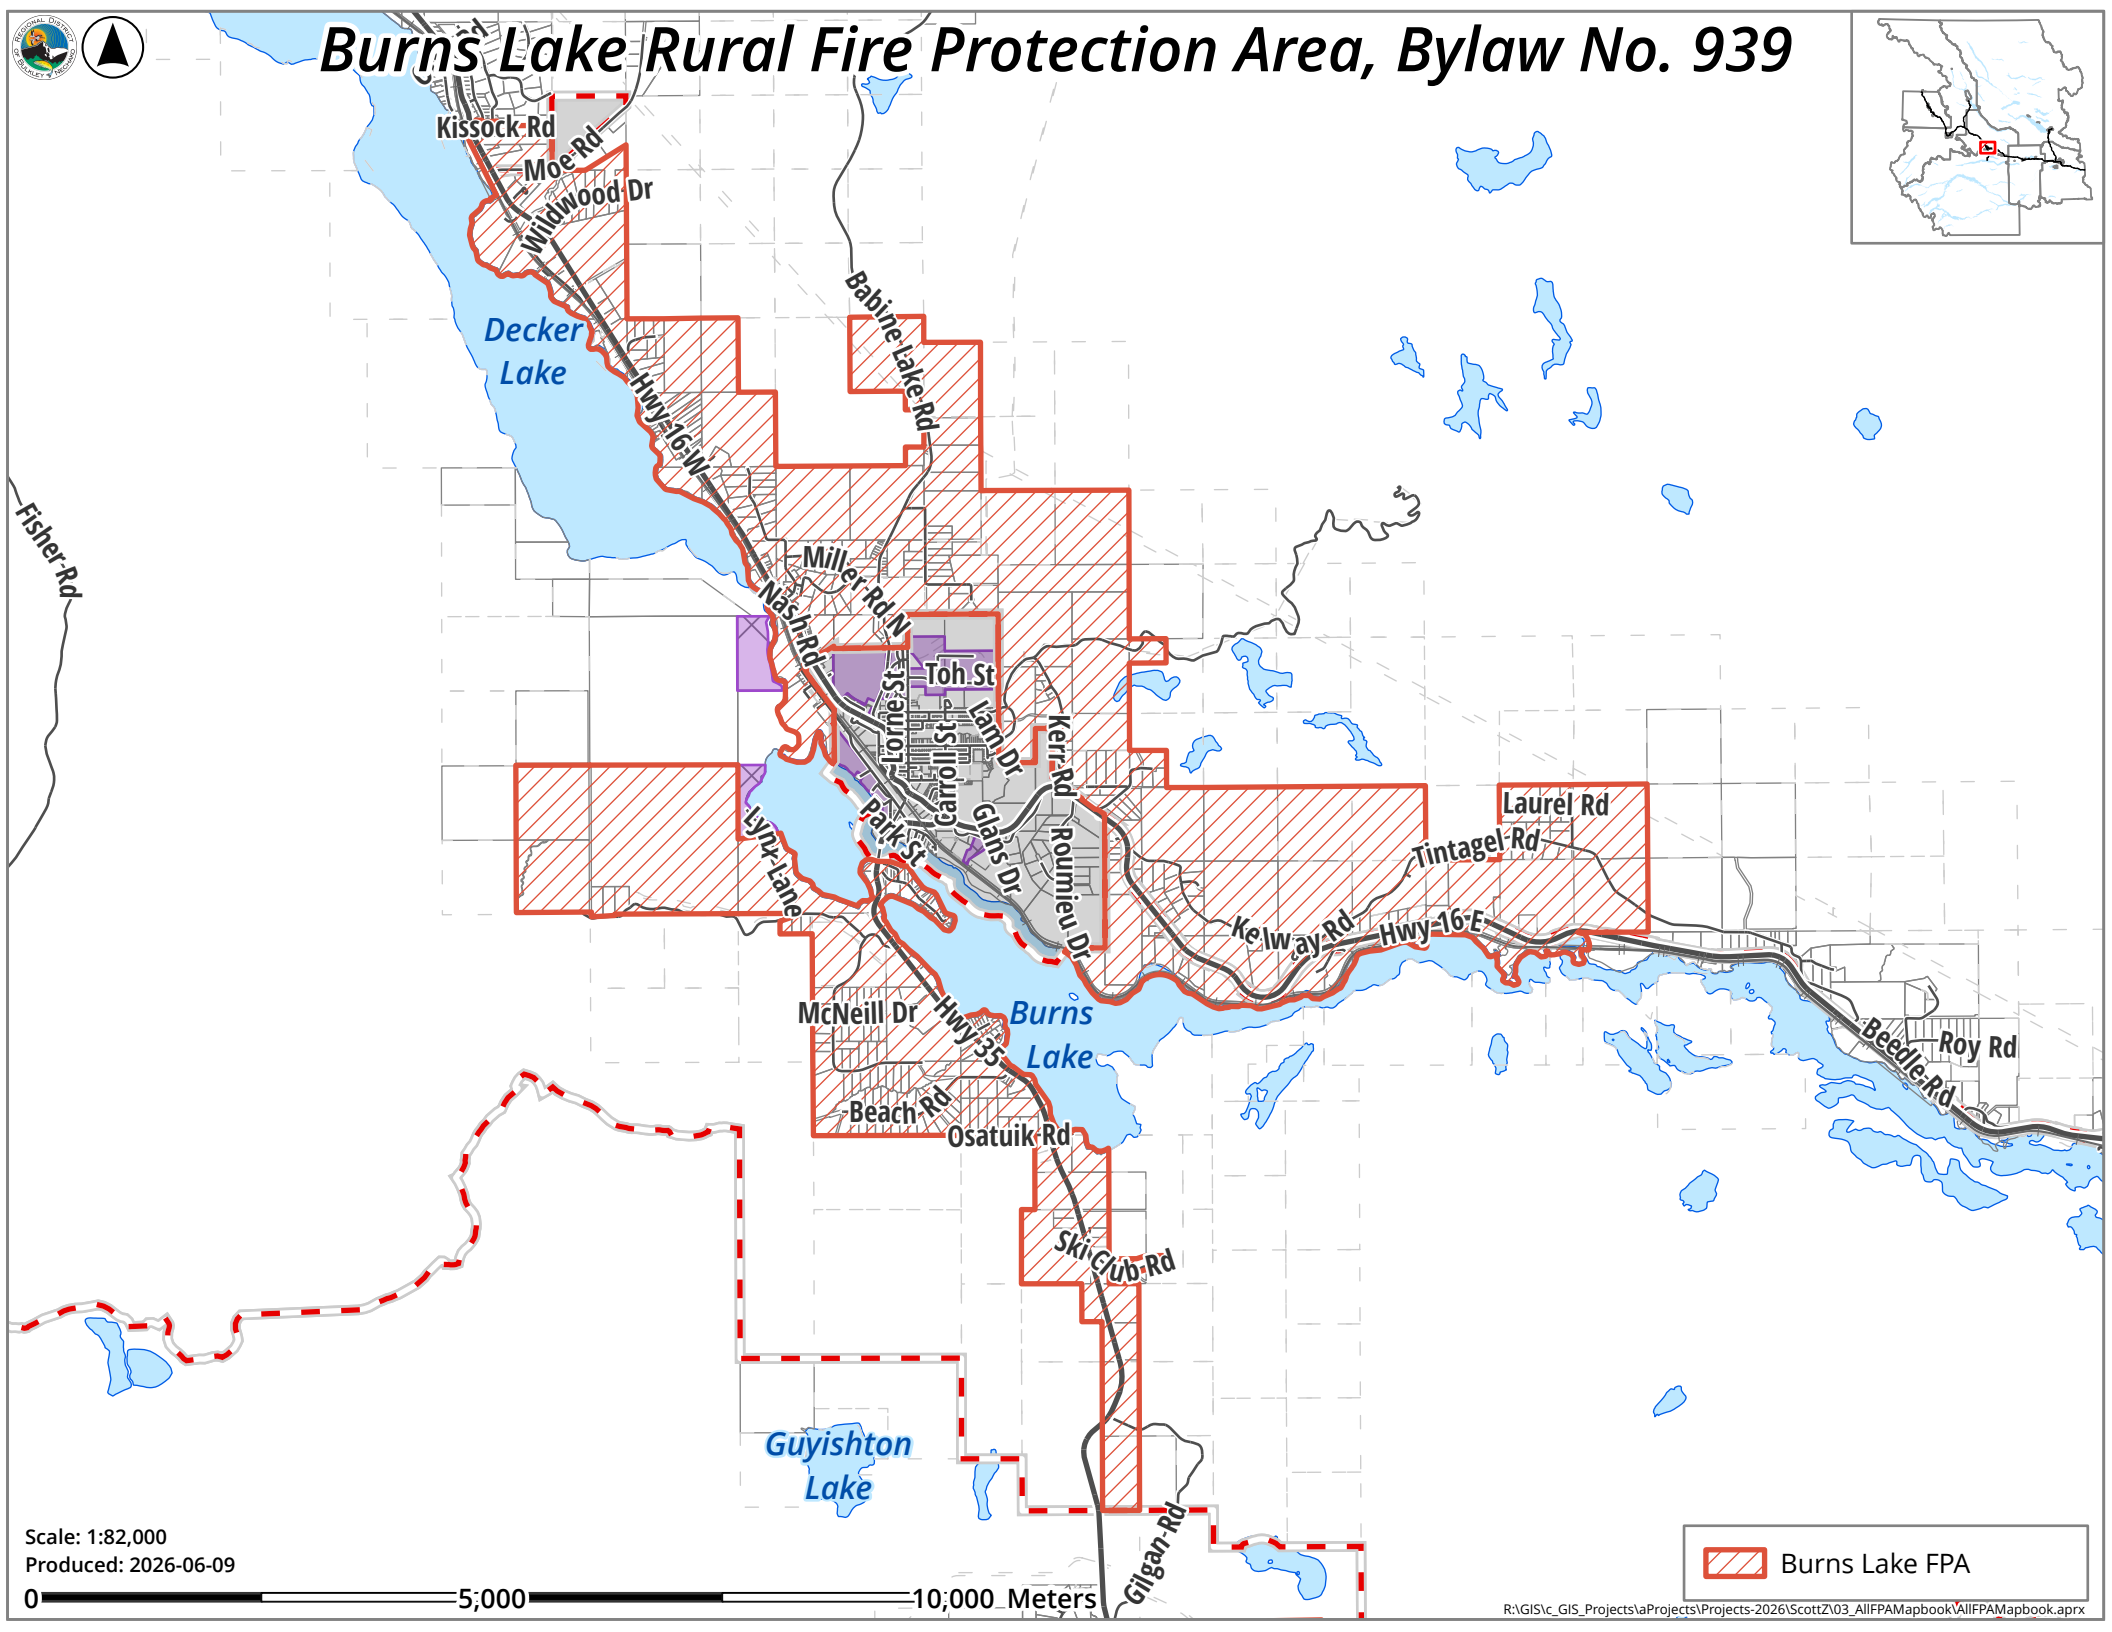 Burns Lake Rural Fire Protection Area, Bylaw No. 939
REGIONAL DISTRICT
OF BULKLEY NECHAKO
Kissock Rd
Moe Rd
Wildwood Dr
Babine Lake Rd
Decker
Lake
Hwy 16 W
Fisher Rd
Miller Rd N
Nash Rd
Toh St
Lorne St
Carroll St
Lam Dr
Kerr Rd
Laurel Rd
Tintagel Rd
Lynx Lane
Park St
Glans Dr
Roumieu Dr
Kelway Rd
Hwy 16 E
McNeill Dr
Hwy 35
Burns
Lake
Beedle Rd
Roy Rd
Beach Rd
Osatuik Rd
Ski Club Rd
Guyishton
Lake
Gilgan Rd
Scale: 1:82,000
Produced: 2026-06-09
0 5,000 10,000 Meters
Burns Lake FPA
R:\GIS\c_GIS_Projects\aProjects\Projects-2026\ScottZ\03_AllFPAMapbook\AllFPAMapbook.aprx